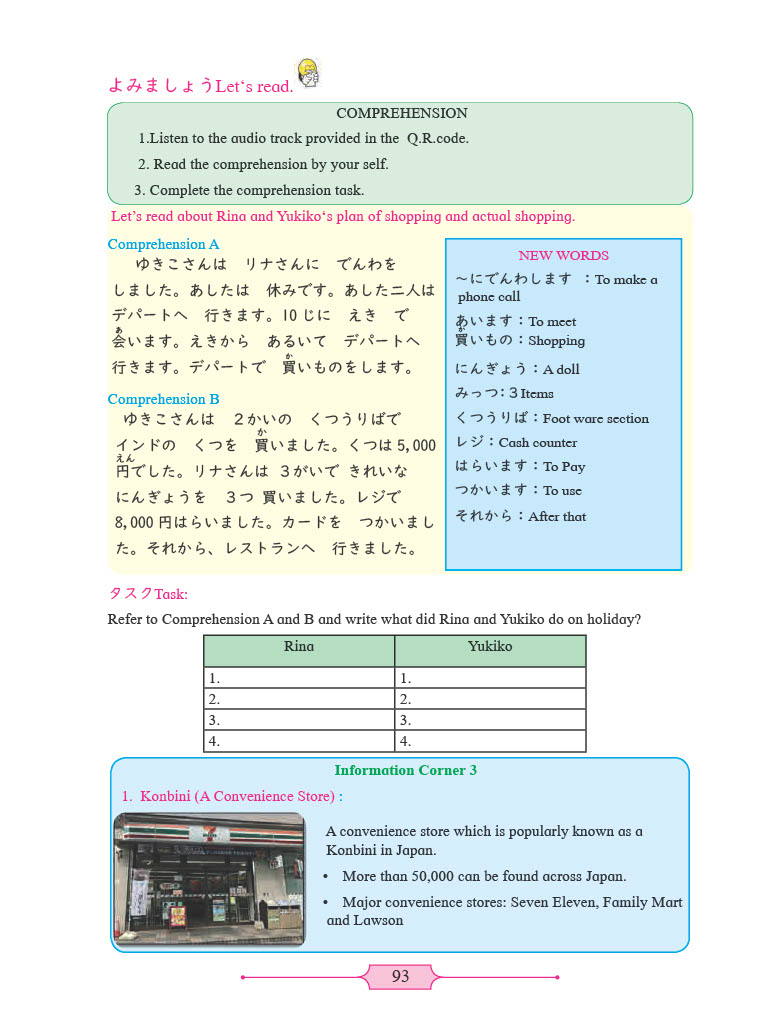 よみましょうLet‘s read.
COMPREHENSION
1.Listen to the audio track provided in the Q.R.code.
2. Read the comprehension by your self.
3. Complete the comprehension task.
Let's read about Rina and Yukiko‘s plan of shopping and actual shopping.
Comprehension A
ゆきこさんは　リナさんに　でんわを
しました。あしたは　休みです。あした二人は
デパートへ　行きます。10じに　えき　で
あ
会います。えきから　あるいて　デパートへ
か
行きます。デパートで　買いものをします。
Comprehension B
ゆきこさんは　２かいの　くつうりばで
か
インドの　くつを　買いました。くつは 5,000
えん
円でした。リナさんは ３がいで きれいな
にんぎょうを　３つ 買いました。レジで
8,000 円はらいました。カードを　つかいまし
た。それから、レストランへ　行きました。
NEW WORDS
～にでんわします ：To make a
phone call
あいます：To meet
か
買いもの：Shopping
にんぎょう：A doll
みっつ:３Items
くつうりば：Foot ware section
レジ：Cash counter
はらいます：To Pay
つかいます：To use
それから：After that
タスクTask:
Refer to Comprehension A and B and write what did Rina and Yukiko do on holiday?
Rina Yukiko
1. 1.
2. 2.
3. 3.
4. 4.
Information Corner 3
1. Konbini (A Convenience Store) :
A convenience store which is popularly known as a
Konbini in Japan.
• More than 50,000 can be found across Japan.
• Major convenience stores: Seven Eleven, Family Mart
and Lawson
93